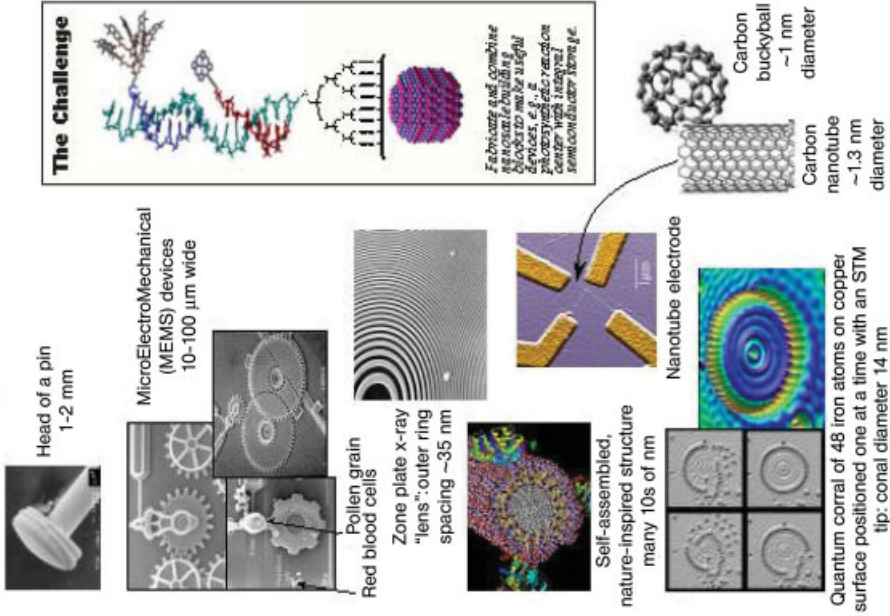 The Challenge
Fabricate and combine
nanoscale building
blocks to make useful
devices, e.g., a
photosynthetic reaction
center with integral
semiconductor storage.
Head of a pin
1-2 mm
MicroElectroMechanical
(MEMS) devices
10-100 μm wide
Pollen grain
Red blood cells
Zone plate x-ray
"lens":outer ring
spacing ~35 nm
Self-assembled,
nature-inspired structure
many 10s of nm
1μm
Nanotube electrode
Carbon
buckyball
~1 nm
diameter
Carbon
nanotube
~1.3 nm
diameter
Quantum corral of 48 iron atoms on copper
surface positioned one at a time with an STM
tip: conal diameter 14 nm